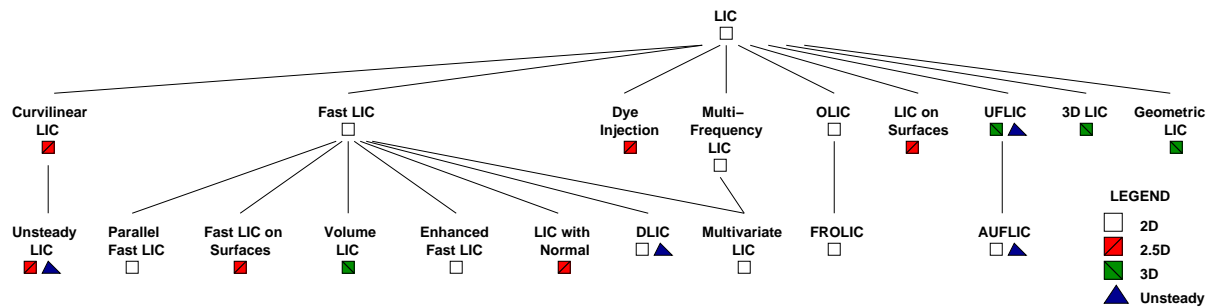 LIC
Curvilinear
LIC
Fast LIC
Dye
Injection
Multi−
Frequency
LIC
OLIC
LIC on
Surfaces
UFLIC
3D LIC
Geometric
LIC
Unsteady
LIC
Parallel
Fast LIC
Fast LIC on
Surfaces
Volume
LIC
Enhanced
Fast LIC
LIC with
Normal
DLIC
Multivariate
LIC
FROLIC
AUFLIC
LEGEND
2D
2.5D
3D
Unsteady